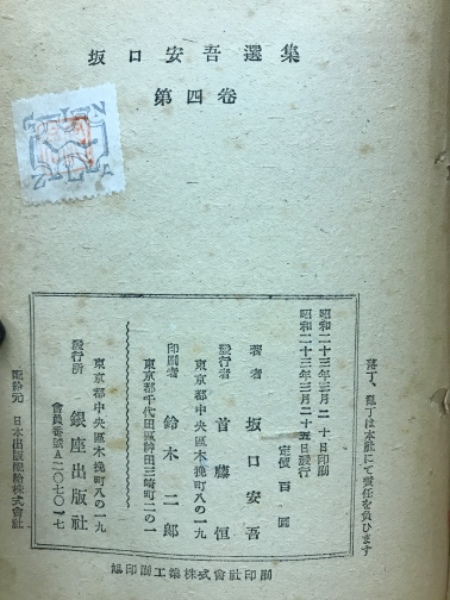 坂口安吾選集
第四卷
落丁、亂丁は本社にて責任を負ひます
昭和二十三年三月二十日印刷
昭和二十三年三月二十五日發行
定價百圓
著者 坂口安吾
發行者 首藤恒
東京都中央區木挽町八の一九
印刷者 鈴木二郎
東京都千代田區神田三崎町二の一
東京都中央區木挽町八の一九
發行所 銀座出版社
會員番號A二〇七〇一七
配給元 日本出版配給株式會社
旭印刷工業株式會社印刷